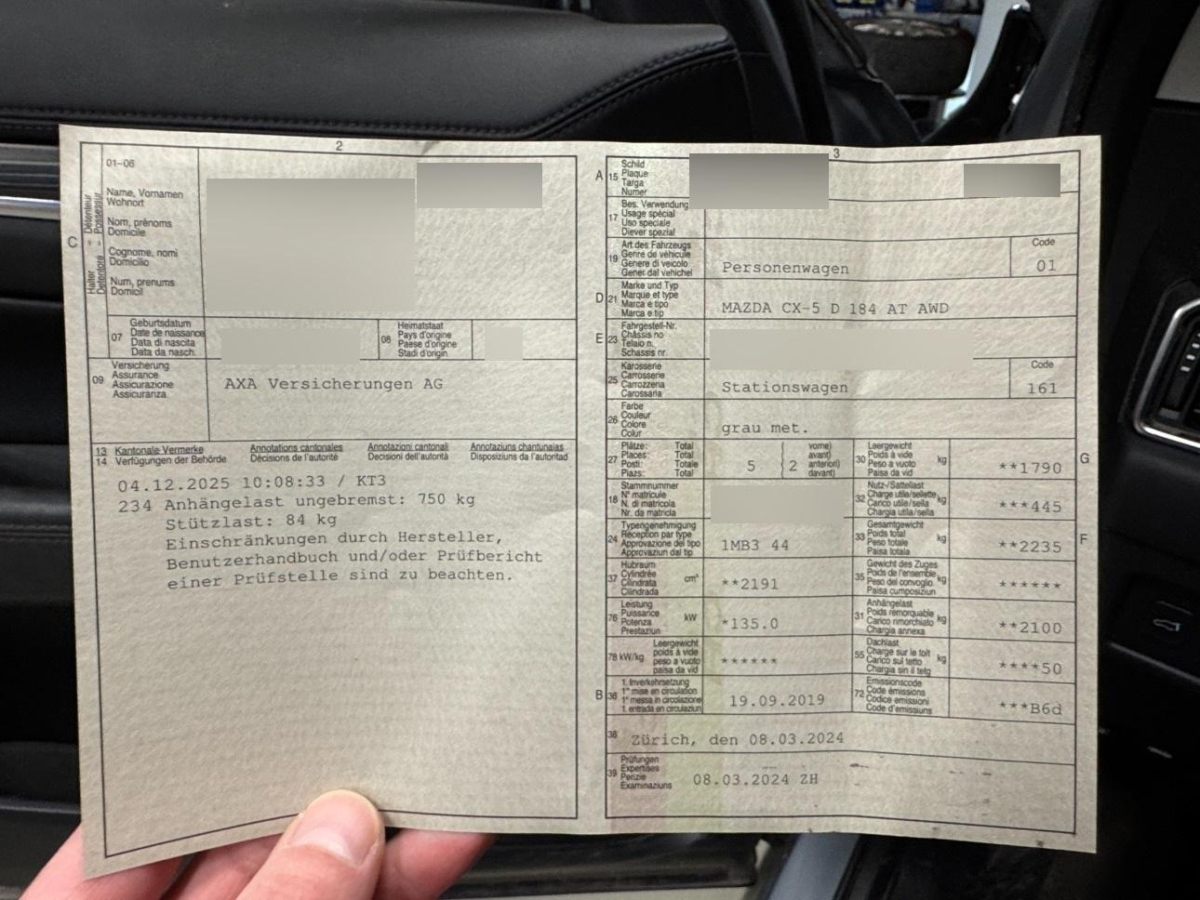 2
01-06
Name, Vornamen
Wohnort
Nom, prénoms
Domicile
Cognome, nomi
Domicilio
Num, prenums
Domicil
C
Halter – Détenteur
Detentore – Possessur
07
Geburtsdatum
Date de naissance
Data di nascita
Data da nasch.
08
Heimatstaat
Pays d'origine
Paese d'origine
Stadi d'origin
09
Versicherung
Assurance
Assicurazione
Assicuranza
AXA Versicherungen AG
13 Kantonale Vermerke Annotations cantonales Annotazioni cantonali Annotaziuns chantunalas
14 Verfügungen der Behörde Décisions de l'autorité Decisioni dell'autorità Disposiziuns da l'autoritad
04.12.2025 10:08:33 / KT3
234 Anhängelast ungebremst: 750 kg
Stützlast: 84 kg
Einschränkungen durch Hersteller,
Benutzerhandbuch und/oder Prüfbericht
einer Prüfstelle sind zu beachten.
3
A 15
Schild
Plaque
Targa
Numer
17
Bes. Verwendung
Usage spécial
Uso speciale
Diever spezial
19
Art des Fahrzeugs
Genre de véhicule
Genere di veicolo
Gener dal vehichel
Personenwagen
Code
01
D 21
Marke und Typ
Marque et type
Marca e tipo
Marca e tip
MAZDA CX-5 D 184 AT AWD
E 23
Fahrgestell-Nr.
Châssis no
Telaio n.
Schassis nr.
25
Karosserie
Carrosserie
Carrozzeria
Carossaria
Stationswagen
Code
161
26
Farbe
Couleur
Colore
Colur
grau met.
27
Plätze: Total
Places: Total
Posti: Totale
Plazs: Total
5
2
vorne)
avant)
anteriori)
davant)
30
Leergewicht
Poids à vide
Peso a vuoto
Paisa da vid
kg
**1790
G
18
Stammnummer
N° matricule
N. di matricola
Nr. da matricla
32
Nutz-/Sattellast
Charge utile/sellette
Carico utile/sella
Chargia utila/sella
kg
***445
24
Typengenehmigung
Réception par type
Approvazione del tipo
Approvaziun dal tip
1MB3 44
33
Gesamtgewicht
Poids total
Peso totale
Paisa totala
kg
**2235
F
37
Hubraum
Cylindrée
Cilindrata
Cilindrada
cm³
**2191
35
Gewicht des Zuges
Poids de l'ensemble
Peso del convoglio
Paisa cumposiziun
kg
******
76
Leistung
Puissance
Potenza
Prestaziun
kW
*135.0
31
Anhängelast
Poids remorquable
Carico rimorchiato
Chargia annexa
kg
**2100
78 kW/kg
Leergewicht
poids à vide
peso a vuoto
paisa da vid
******
55
Dachlast
Charge sur le toit
Carico sul tetto
Chargia sin il tetg
kg
****50
B 36
1. Inverkehrsetzung
1re mise en circulation
1a messa in circolazione
1. entrada en circulaziun
19.09.2019
72
Emissionscode
Code émissions
Codice emissioni
Code d'emissiuns
***B6d
38
Zürich, den 08.03.2024
39
Prüfungen
Expertises
Perizie
Examinaziuns
08.03.2024 ZH